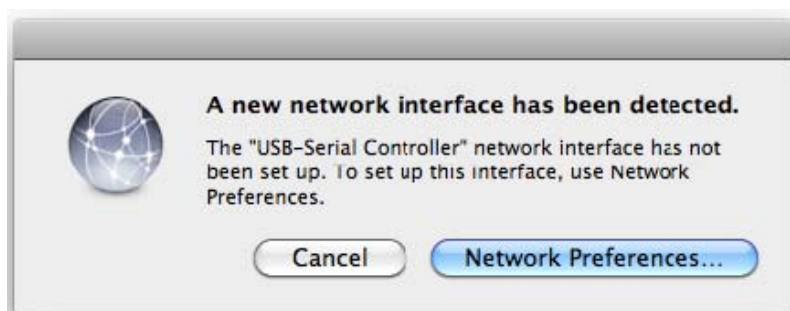 A new network interface has been detected.
The "USB-Serial Controller" network interface has not
been set up. To set up this interface, use Network
Preferences.
Cancel
Network Preferences...